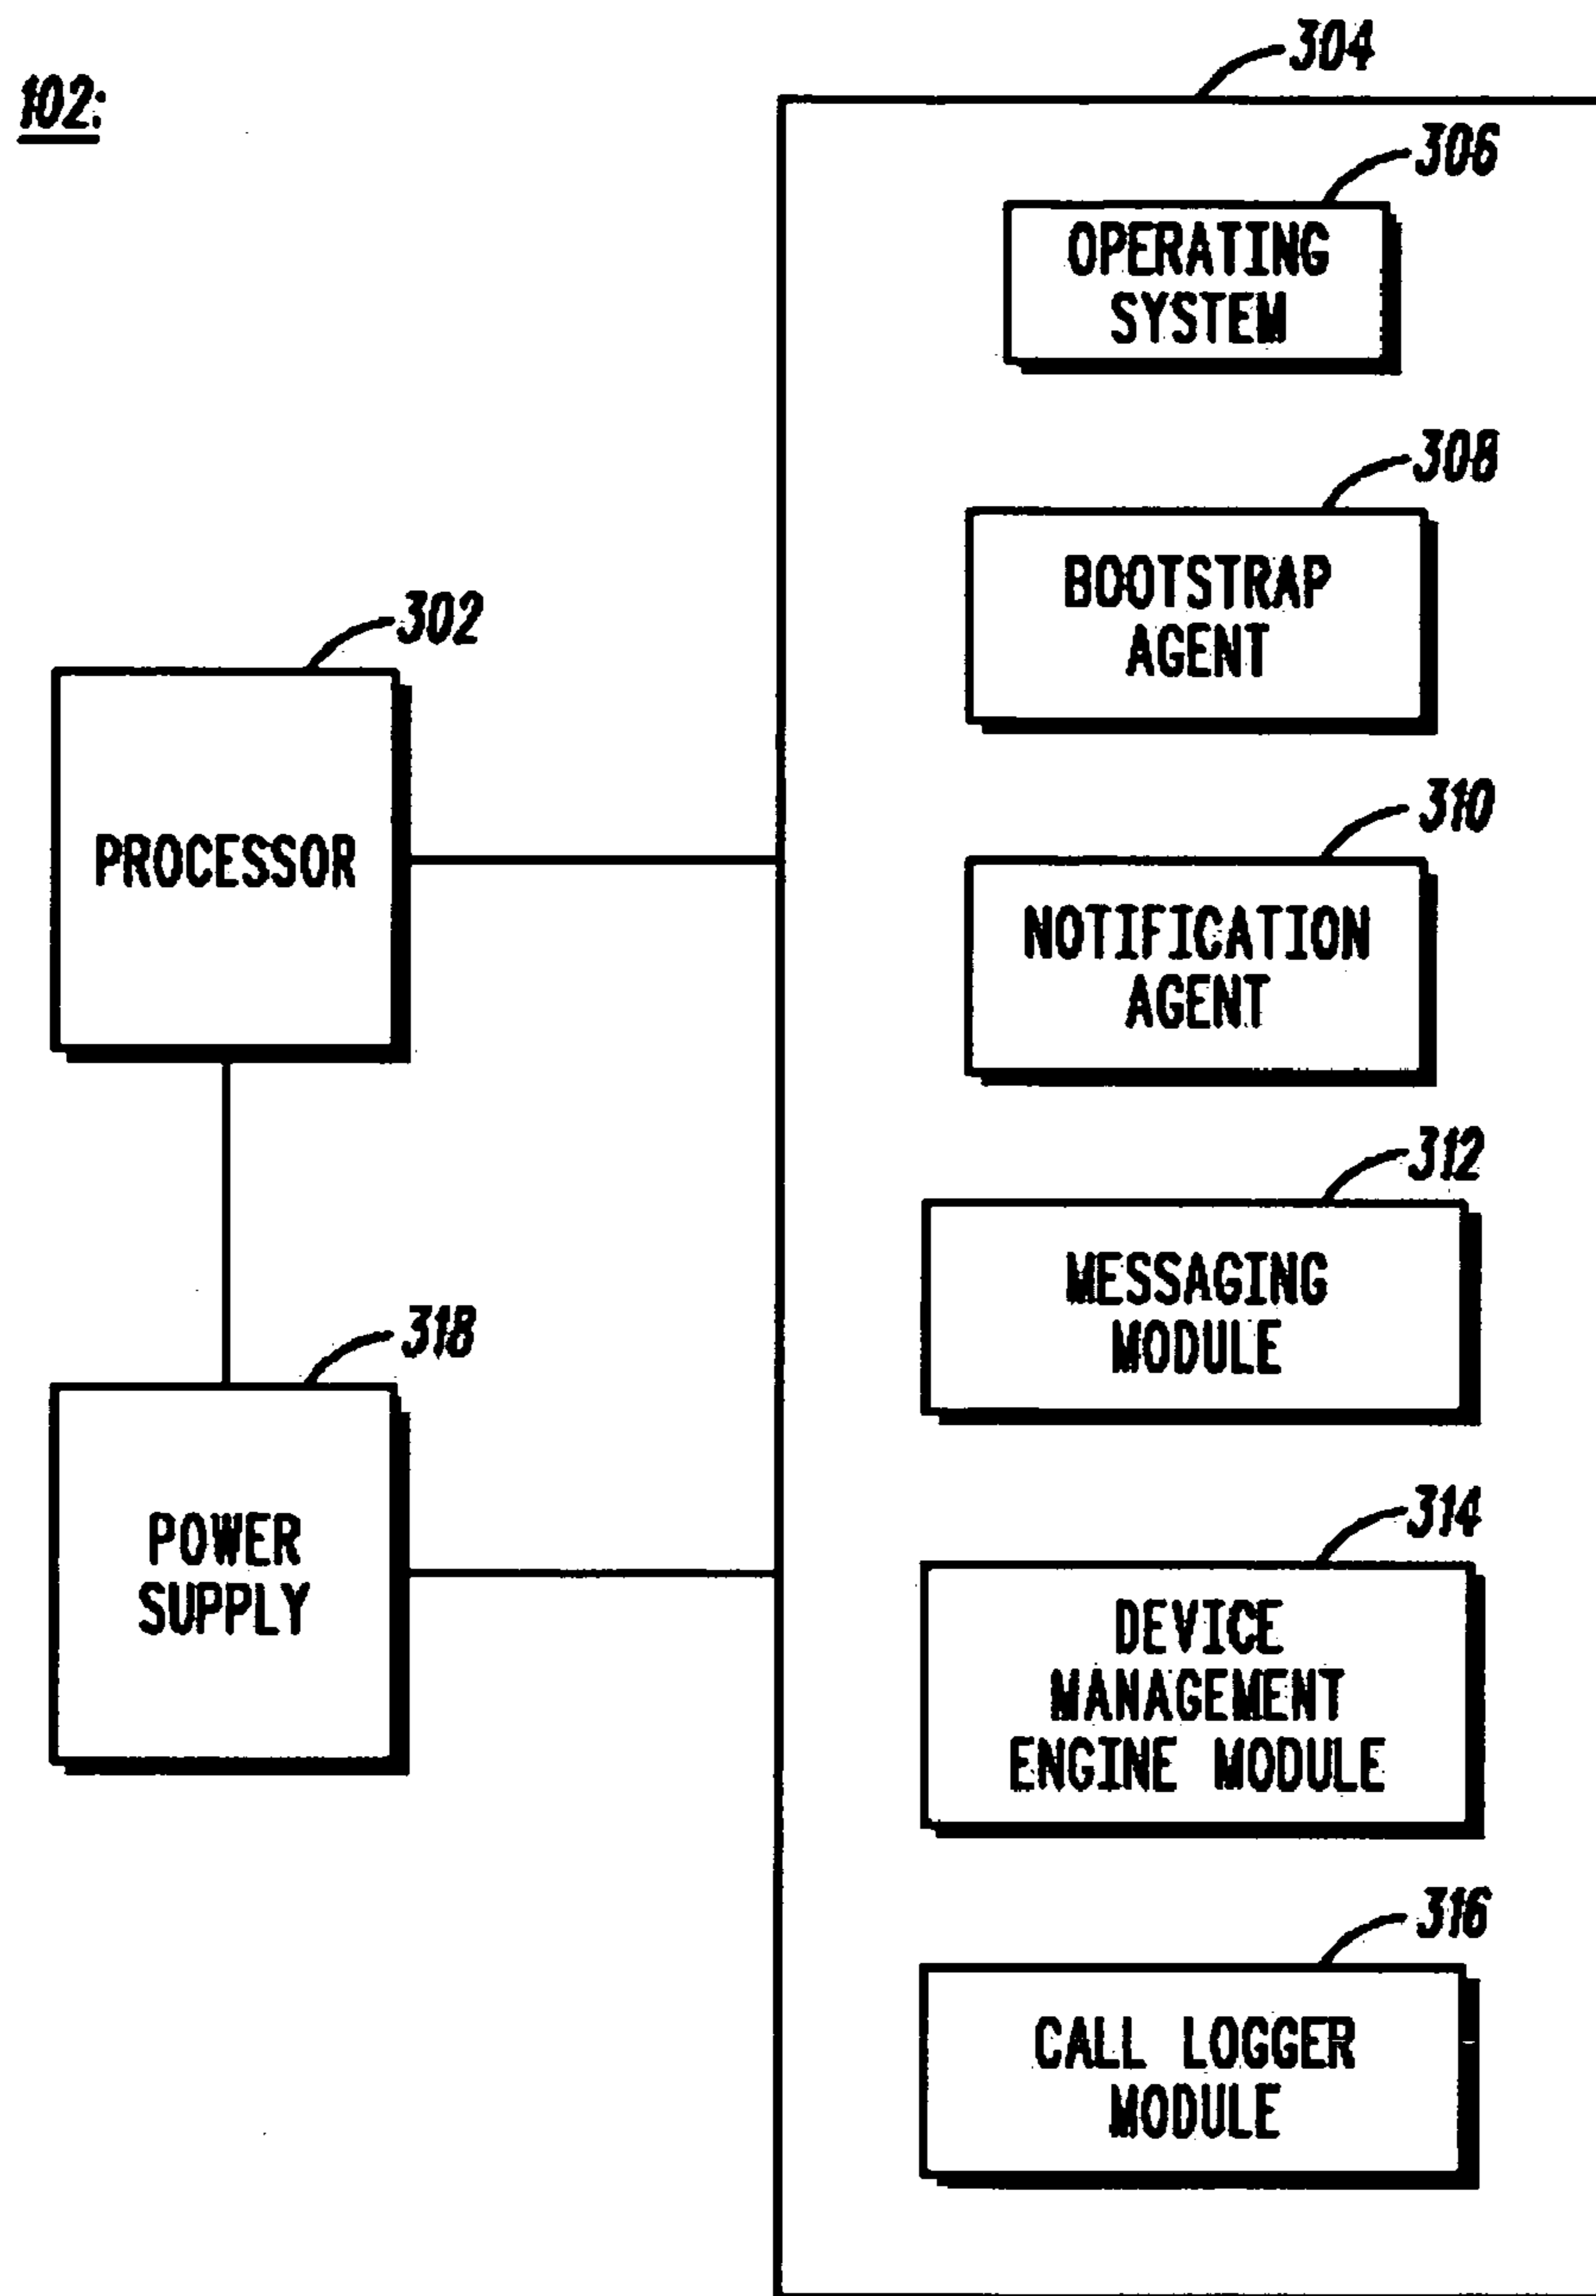 102:
304
306
OPERATING
SYSTEM
308
BOOTSTRAP
AGENT
302
PROCESSOR
310
NOTIFICATION
AGENT
312
MESSAGING
MODULE
318
POWER
SUPPLY
314
DEVICE
MANAGEMENT
ENGINE MODULE
316
CALL LOGGER
MODULE